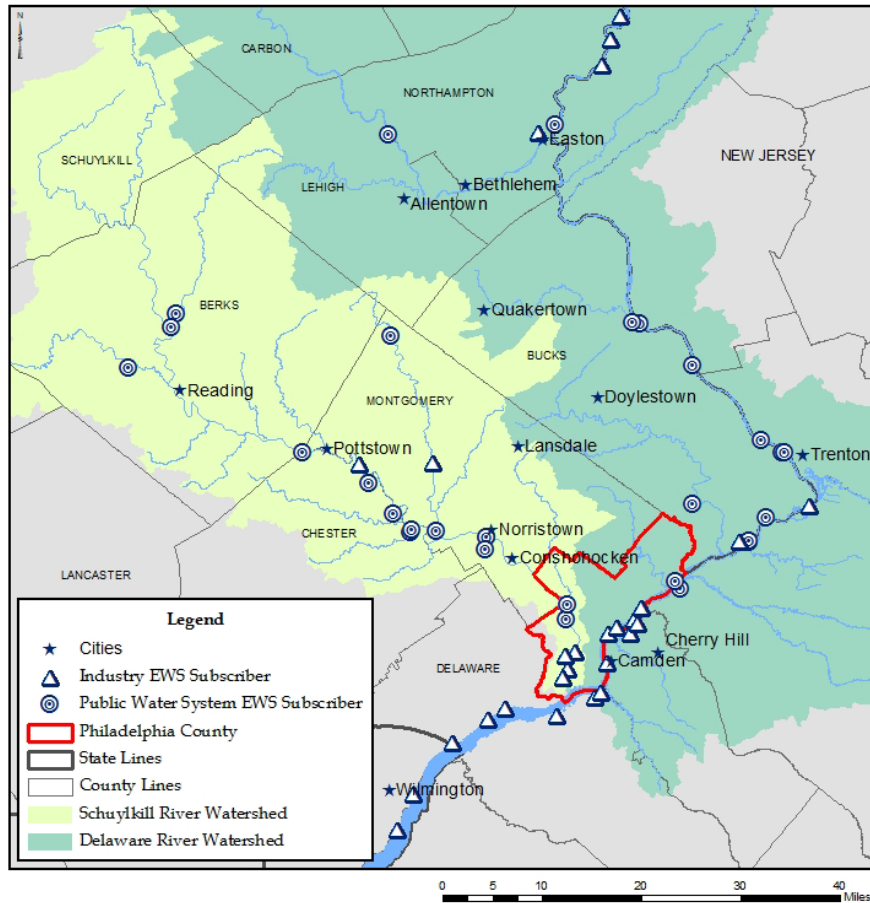 N
CARBON
NORTHAMPTON
Easton
SCHUYLKILL
NEW JERSEY
LEHIGH
Bethlehem
Allentown
BERKS
Quakertown
BUCKS
Reading
MONTGOMERY
Doylestown
Pottstown
Lansdale
Trenton
CHESTER
Norristown
Conshohocken
LANCASTER
Legend
Cities
Industry EWS Subscriber
Public Water System EWS Subscriber
Philadelphia County
State Lines
County Lines
Schuylkill River Watershed
Delaware River Watershed
DELAWARE
Cherry Hill
Camden
Wilmington
0 5 10 20 30 40
Miles